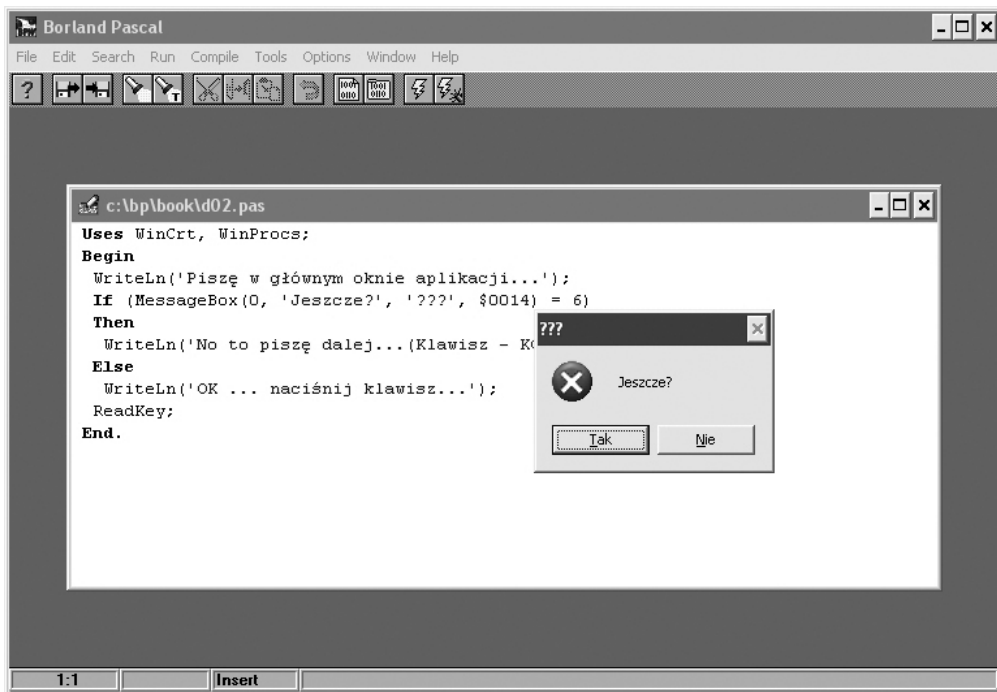 Borland Pascal
File Edit Search Run Compile Tools Options Window Help
c:\bp\book\d02.pas
Uses WinCrt, WinProcs;
Begin
WriteLn('Piszę w głównym oknie aplikacji...');
If (MessageBox(0, 'Jeszcze?', '???', $0014) = 6)
Then
WriteLn('No to piszę dalej...(Klawisz -
Else
WriteLn('OK ... naciśnij klawisz...');
ReadKey;
End.
???
Jeszcze?
Tak Nie
1:1 Insert